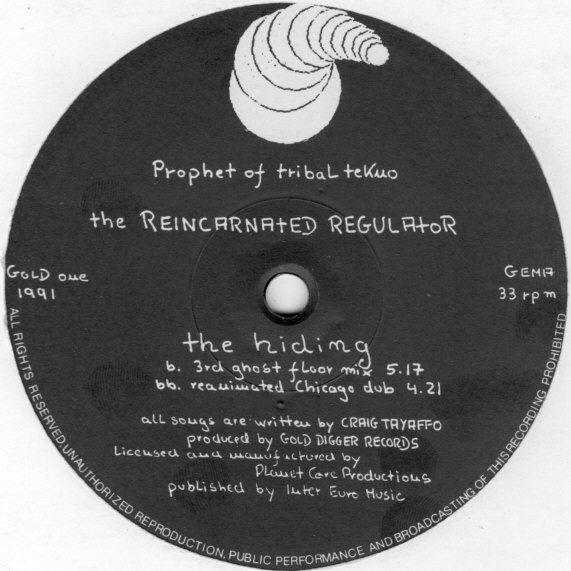 Prophet of tribal tekno
the REINCARNATED REGULATOR
GOLD one
1991
GEMA
33 rpm
the hiding
b. 3rd ghost floor mix 5.17
bb. reanimated Chicago dub 4.21
all songs are written by CRAIG TAYAFFO
produced by GOLD DIGGER RECORDS
Licensed and manufactured by
Planet Core Productions
published by Inter Euro Music
ALL RIGHTS RESERVED.UNAUTHORIZED REPRODUCTION, PUBLIC PERFORMANCE AND BROADCASTING OF THIS RECORDING PROHIBITED